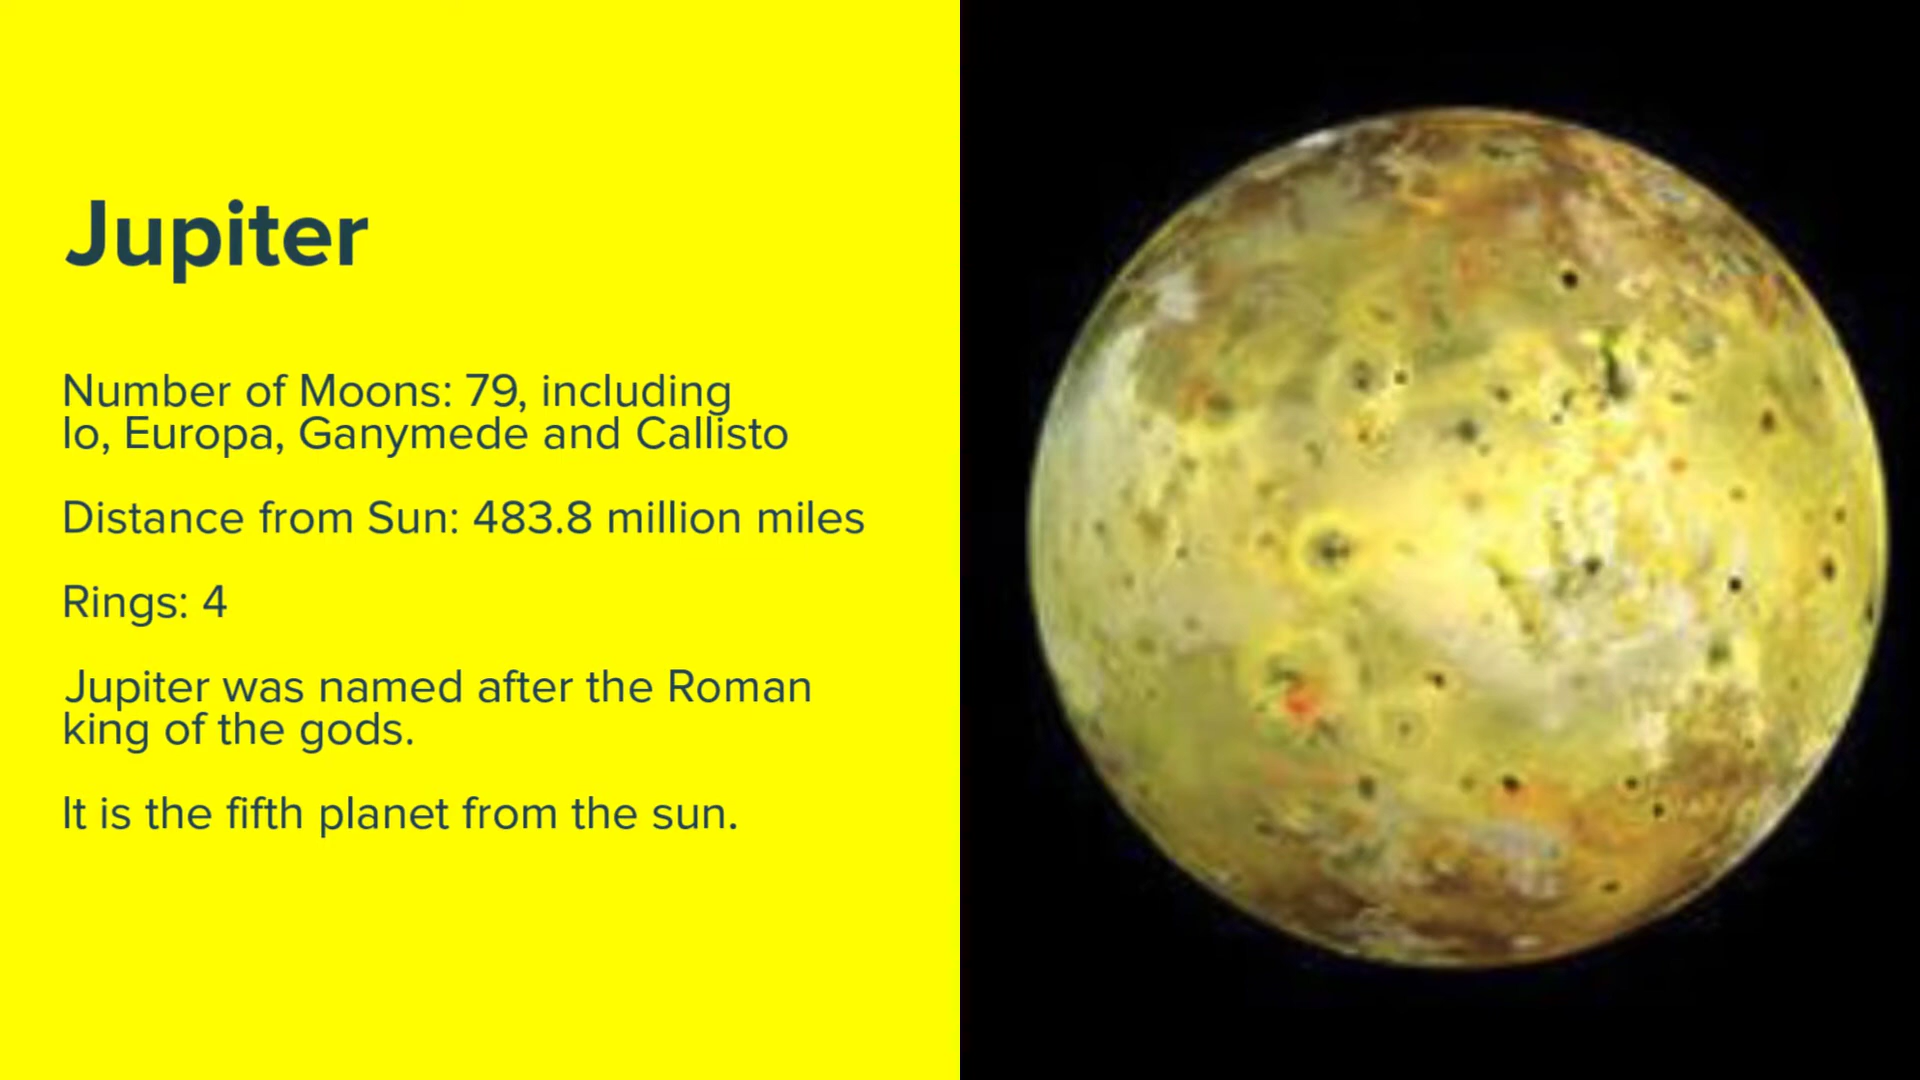 Jupiter
Number of Moons: 79, including
Io, Europa, Ganymede and Callisto
Distance from Sun: 483.8 million miles
Rings: 4
Jupiter was named after the Roman
king of the gods.
It is the fifth planet from the sun.